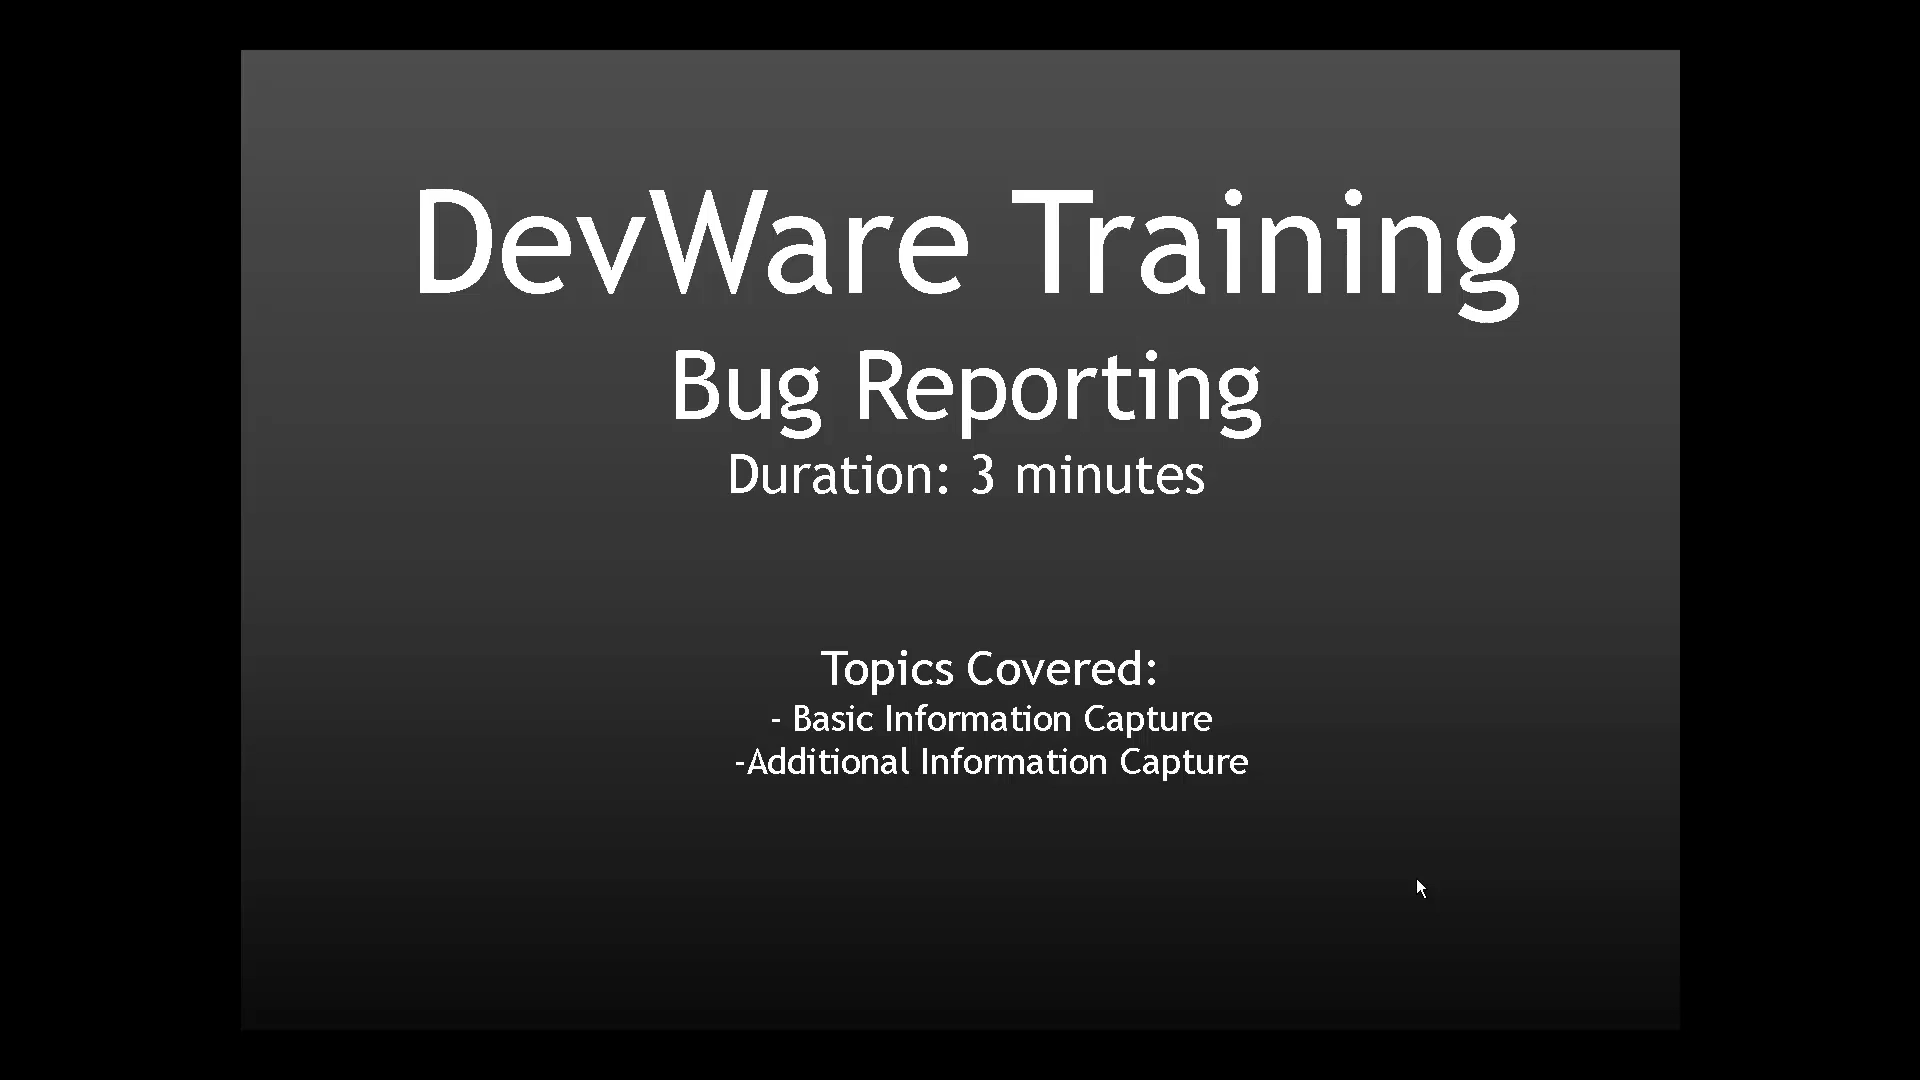 DevWare Training
Bug Reporting
Duration: 3 minutes
Topics Covered:
- Basic Information Capture
-Additional Information Capture